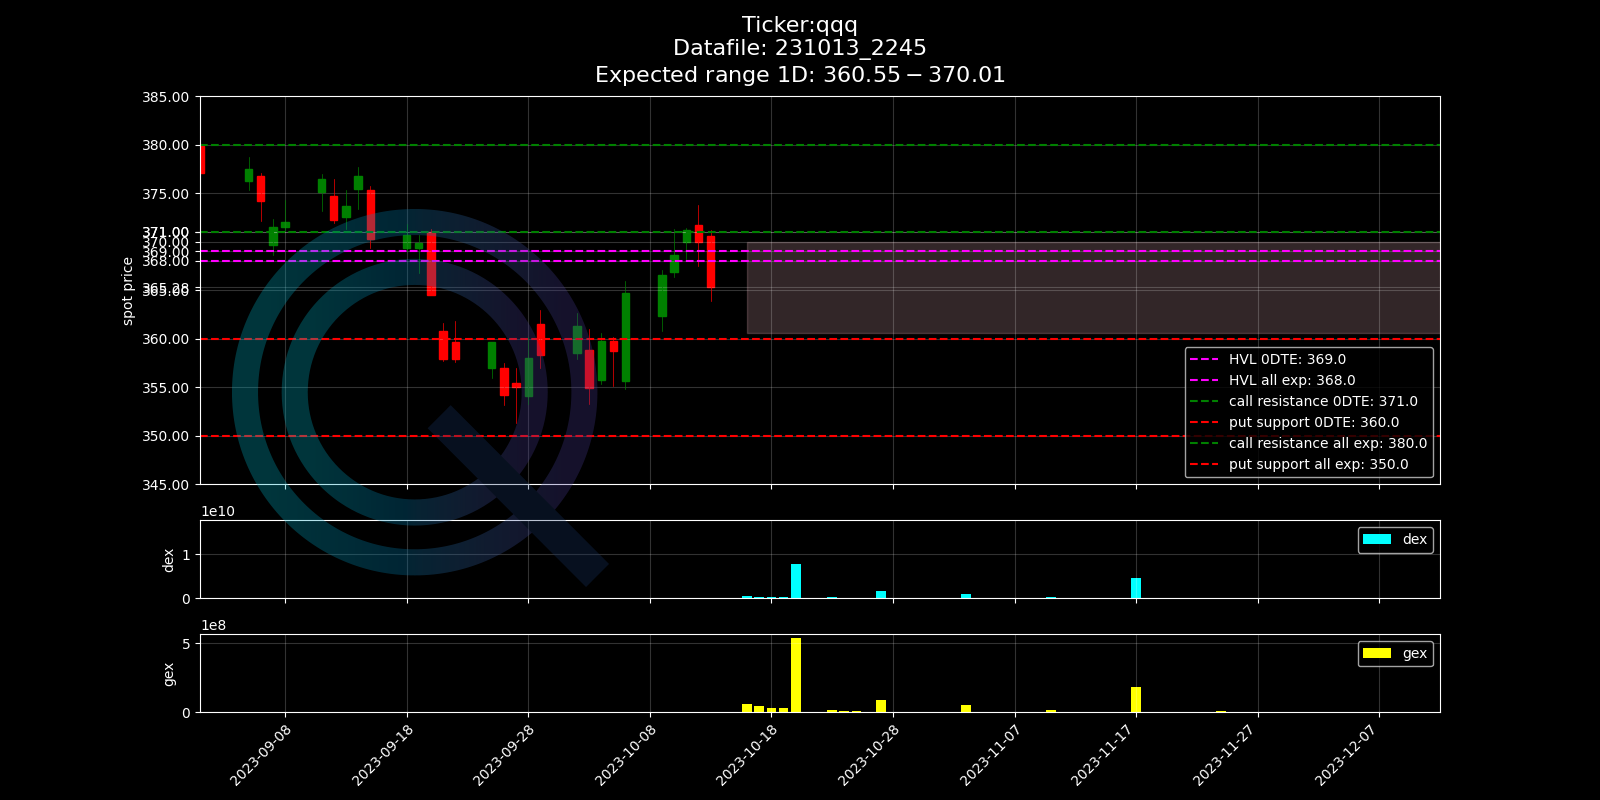 Ticker:qqq
Datafile: 231013_2245
Expected range 1D: 360.55 − 370.01
385.00
380.00
375.00
371.00
370.00
369.00
368.00
365.28
365.00
360.00
355.00
350.00
345.00
spot price
HVL 0DTE: 369.0
HVL all exp: 368.0
call resistance 0DTE: 371.0
put support 0DTE: 360.0
call resistance all exp: 380.0
put support all exp: 350.0
1e10
1
0
dex
dex
1e8
5
0
gex
gex
2023-09-08
2023-09-18
2023-09-28
2023-10-08
2023-10-18
2023-10-28
2023-11-07
2023-11-17
2023-11-27
2023-12-07